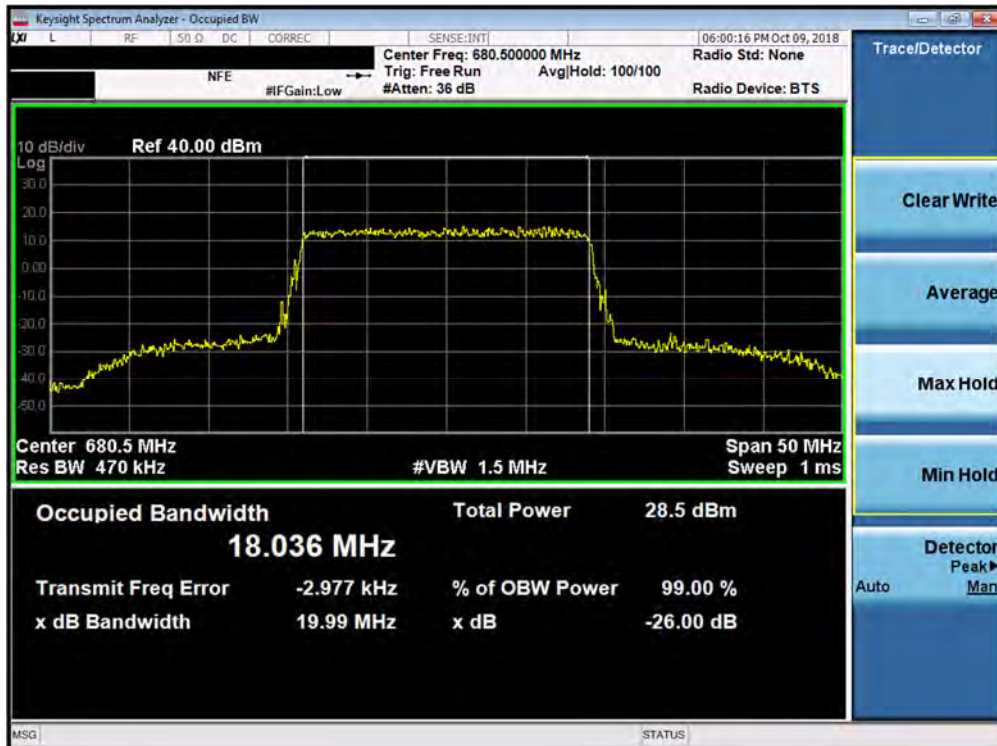 Keysight Spectrum Analyzer - Occupied BW
LXI L RF 50 Ω DC CORREC SENSE:INT 06:00:16 PM Oct 09, 2018
Center Freq: 680.500000 MHz Radio Std: None
NFE Trig: Free Run Avg|Hold: 100/100
#IFGain:Low #Atten: 36 dB Radio Device: BTS
Trace/Detector
10 dB/div Ref 40.00 dBm
Log
30.0
20.0
10.0
0.00
-10.0
-20.0
-30.0
-40.0
-50.0
Center 680.5 MHz Span 50 MHz
Res BW 470 kHz #VBW 1.5 MHz Sweep 1 ms
Occupied Bandwidth Total Power 28.5 dBm
18.036 MHz
Transmit Freq Error -2.977 kHz % of OBW Power 99.00 %
x dB Bandwidth 19.99 MHz x dB -26.00 dB
Clear Write
Average
Max Hold
Min Hold
Detector
Peak▶
Auto Man
MSG STATUS